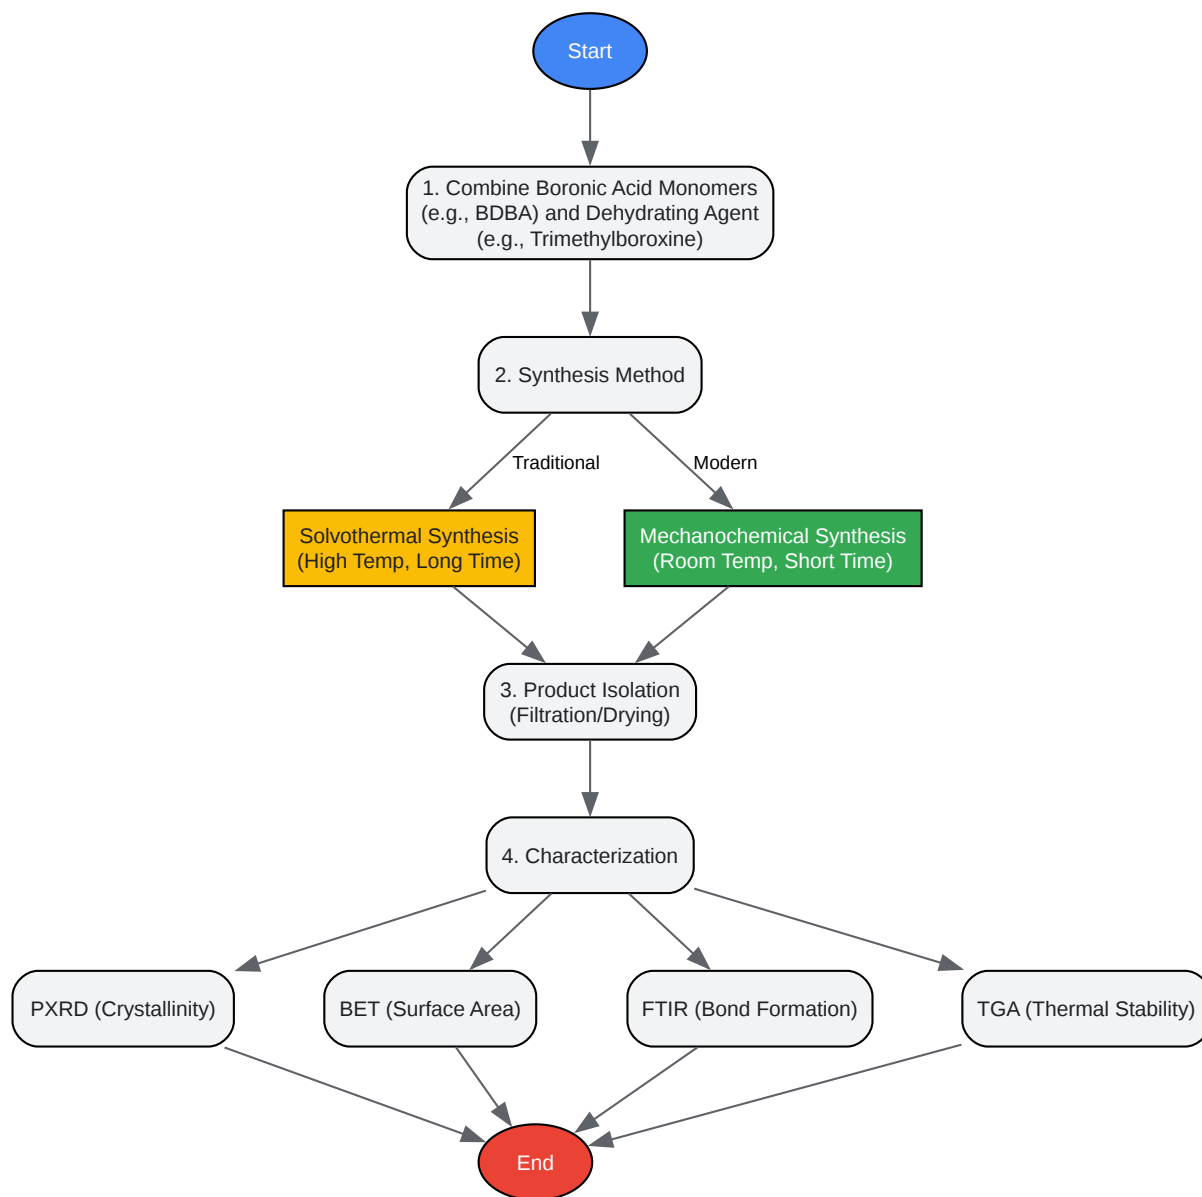 Start
1. Combine Boronic Acid Monomers
(e.g., BDBA) and Dehydrating Agent
(e.g., Trimethylboroxine)
2. Synthesis Method
Traditional
Modern
Solvothermal Synthesis
(High Temp, Long Time)
Mechanochemical Synthesis
(Room Temp, Short Time)
3. Product Isolation
(Filtration/Drying)
4. Characterization
PXRD (Crystallinity)
BET (Surface Area)
FTIR (Bond Formation)
TGA (Thermal Stability)
End